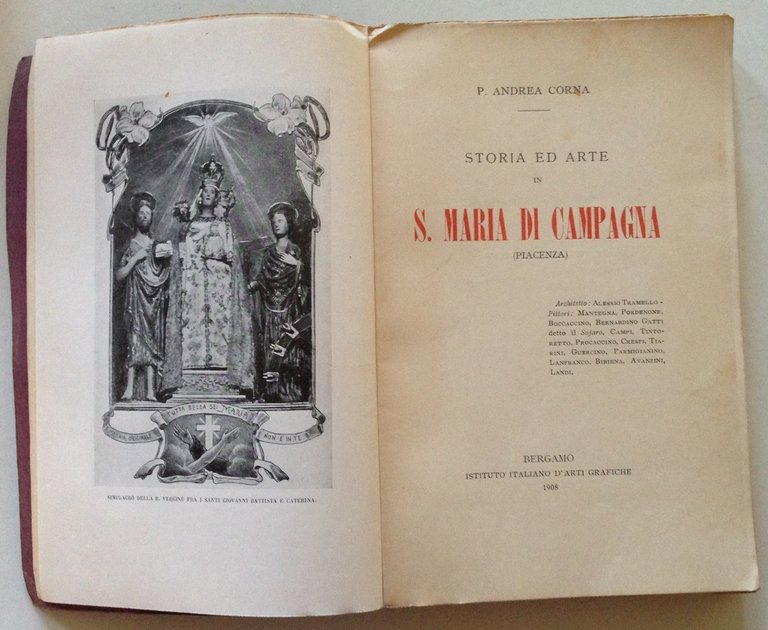 TUTTA BELLA SEI MARIA
ORIGINALE
NON È IN TE
SIMULACRO DELLA B. VERGINE FRA I SANTI GIOVANNI BATTISTA E CATERINA.
P. ANDREA CORNA
STORIA ED ARTE
IN
S. MARIA DI CAMPAGNA
(PIACENZA)
Architetto: ALESSIO TRAMELLO -
Pittori: MANTEGNA, PORDENONE,
BOCCACCINO, BERNARDINO GATTI
detto il Sojaro, CAMPI, TINTO-
RETTO, PROCACCINO, CRESPI, TIA-
RINI, GUERCINO, PARMIGIANINO,
LANFRANCO, BIBIENA, AVANZINI,
LANDI.
BERGAMO
ISTITUTO ITALIANO D'ARTI GRAFICHE
1908